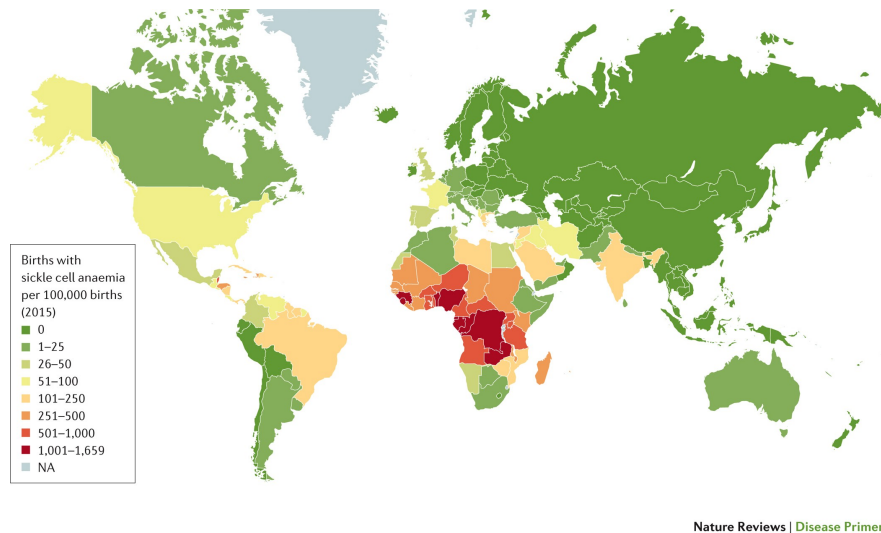 Births with
sickle cell anaemia
per 100,000 births
(2015)
0
1–25
26–50
51–100
101–250
251–500
501–1,000
1,001–1,659
NA
Nature Reviews | Disease Primer